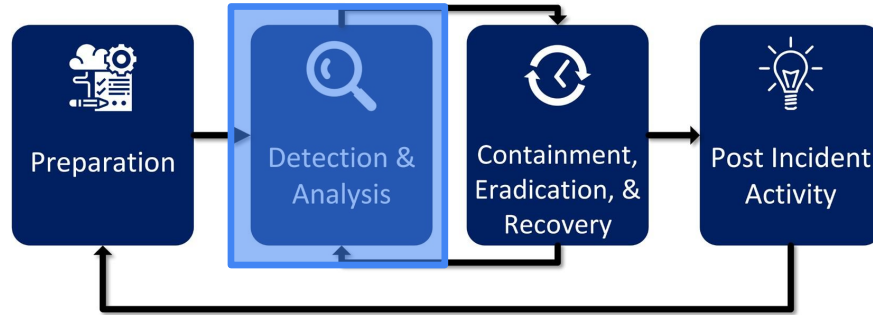 Preparation
Detection &
Analysis
Containment,
Eradication, &
Recovery
Post Incident
Activity